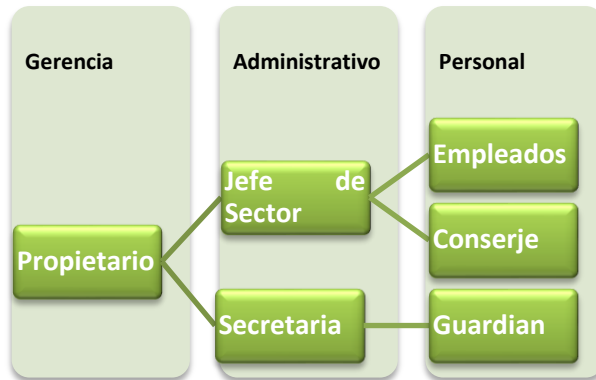 Gerencia
Administrativo
Personal
Propietario
Jefe de
Sector
Secretaria
Empleados
Conserje
Guardian